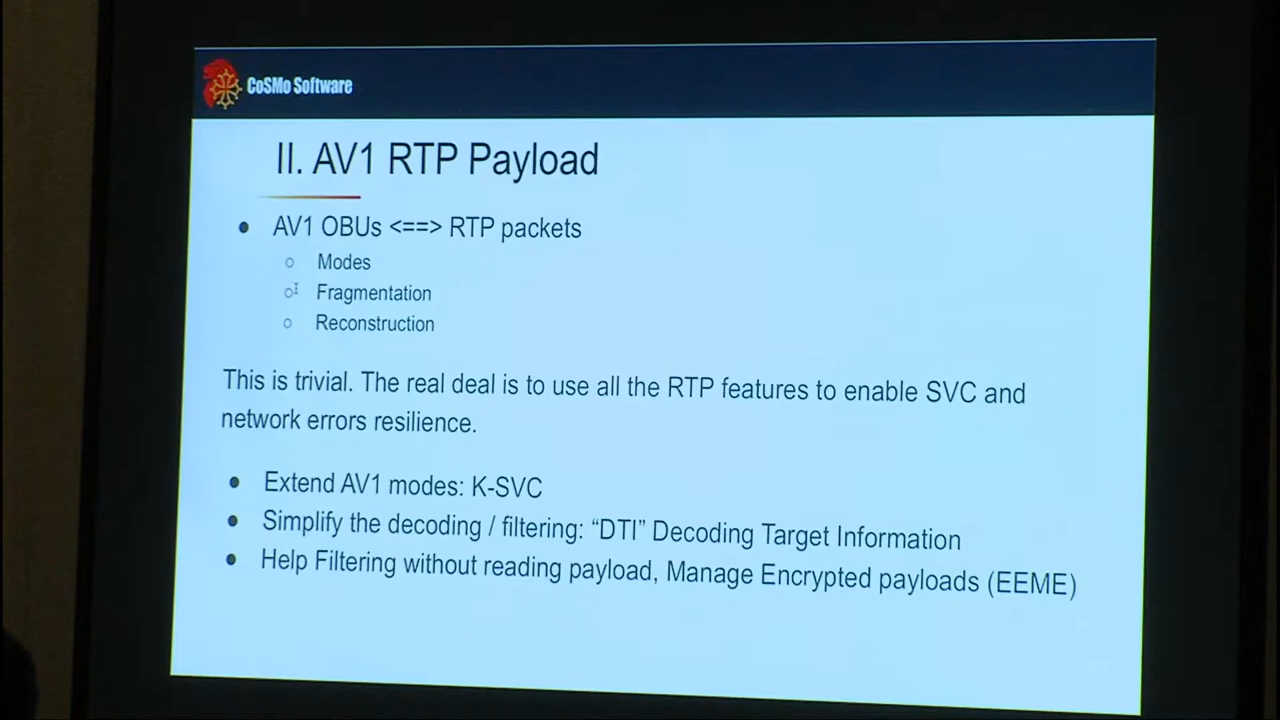 CoSMo Software
II. AV1 RTP Payload
● AV1 OBUs <==> RTP packets
○ Modes
○ Fragmentation
○ Reconstruction
This is trivial. The real deal is to use all the RTP features to enable SVC and
network errors resilience.
● Extend AV1 modes: K-SVC
● Simplify the decoding / filtering: “DTI” Decoding Target Information
● Help Filtering without reading payload, Manage Encrypted payloads (EEME)